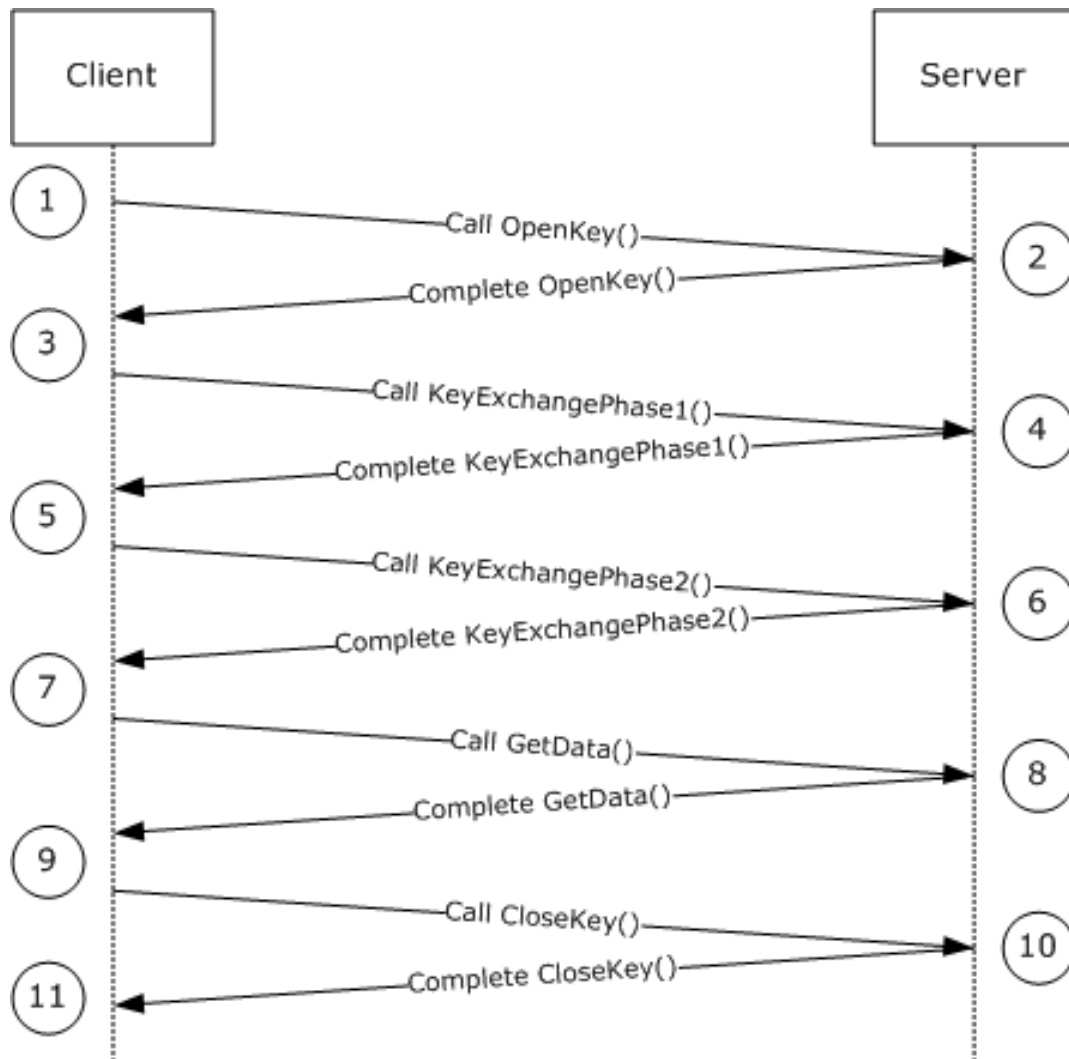 Client
Server
1
Call OpenKey()
2
Complete OpenKey()
3
Call KeyExchangePhase1()
4
Complete KeyExchangePhase1()
5
Call KeyExchangePhase2()
6
Complete KeyExchangePhase2()
7
Call GetData()
8
Complete GetData()
9
Call CloseKey()
10
Complete CloseKey()
11